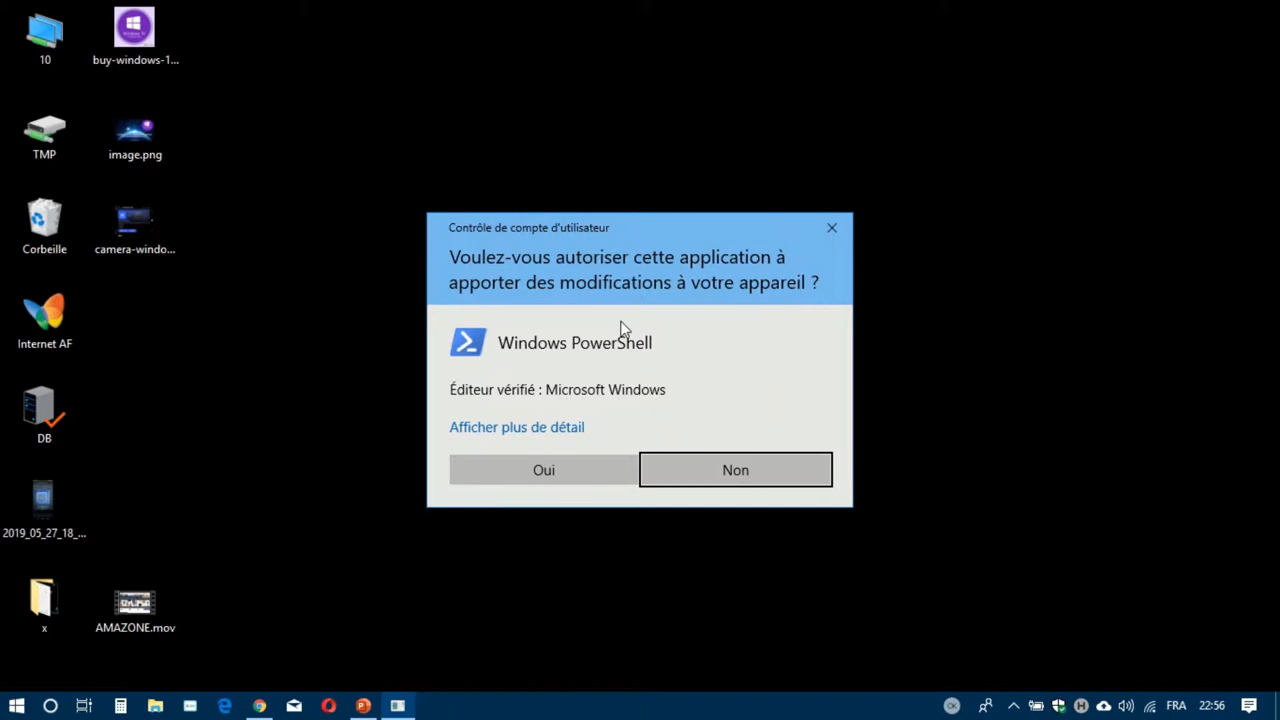 10
buy-windows-1...
TMP
image.png
Corbeille
camera-windo...
Internet AF
DB
2019_05_27_18_...
x
AMAZONE.mov
Contrôle de compte d'utilisateur
Voulez-vous autoriser cette application à
apporter des modifications à votre appareil ?
Windows PowerShell
Éditeur vérifié : Microsoft Windows
Afficher plus de détail
Oui
Non
FRA
22:56